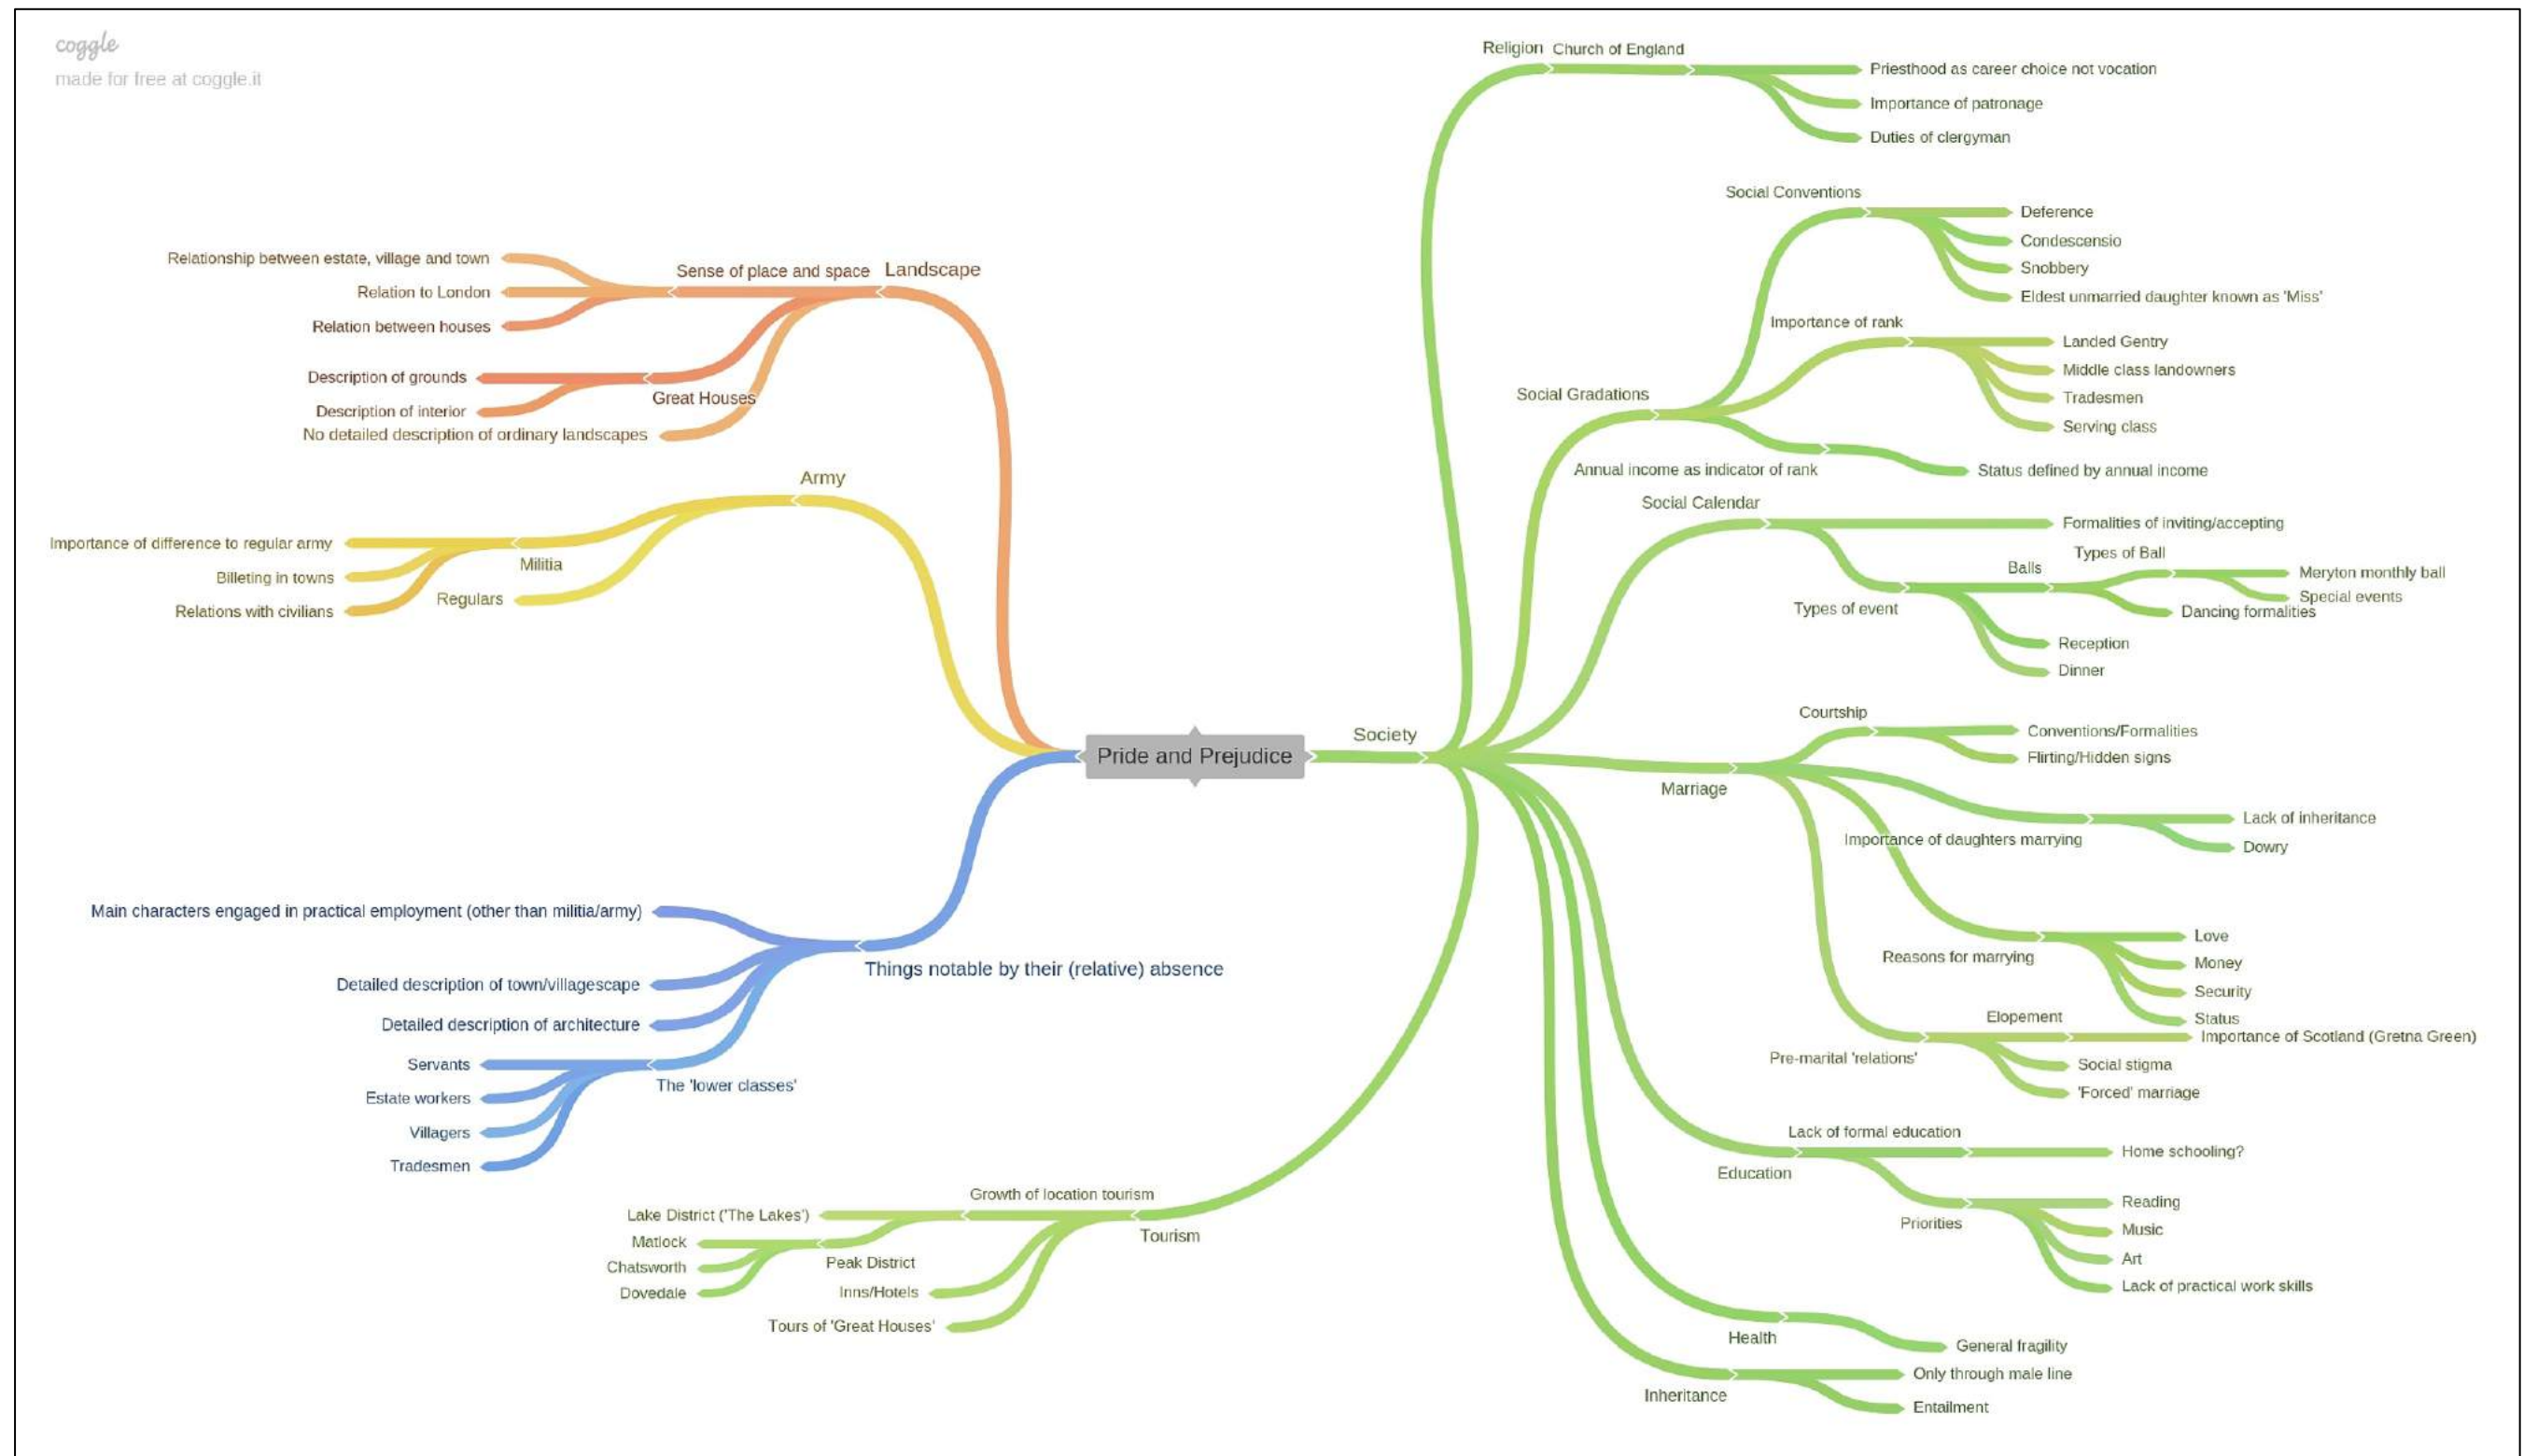 coggle
made for free at coggle.it
Pride and Prejudice
Landscape
Sense of place and space
Relationship between estate, village and town
Relation to London
Relation between houses
Great Houses
Description of grounds
Description of interior
No detailed description of ordinary landscapes
Army
Militia
Importance of difference to regular army
Billeting in towns
Relations with civilians
Regulars
Things notable by their (relative) absence
Main characters engaged in practical employment (other than militia/army)
Detailed description of town/villagescape
Detailed description of architecture
The 'lower classes'
Servants
Estate workers
Villagers
Tradesmen
Society
Religion
Church of England
Priesthood as career choice not vocation
Importance of patronage
Duties of clergyman
Social Gradations
Social Conventions
Deference
Condescensio
Snobbery
Eldest unmarried daughter known as 'Miss'
Importance of rank
Landed Gentry
Middle class landowners
Tradesmen
Serving class
Annual income as indicator of rank
Status defined by annual income
Social Calendar
Formalities of inviting/accepting
Types of event
Balls
Types of Ball
Meryton monthly ball
Special events
Dancing formalities
Reception
Dinner
Marriage
Courtship
Conventions/Formalities
Flirting/Hidden signs
Importance of daughters marrying
Lack of inheritance
Dowry
Reasons for marrying
Love
Money
Security
Status
Pre-marital 'relations'
Elopement
Importance of Scotland (Gretna Green)
Social stigma
'Forced' marriage
Education
Lack of formal education
Home schooling?
Priorities
Reading
Music
Art
Lack of practical work skills
Health
General fragility
Inheritance
Only through male line
Entailment
Tourism
Growth of location tourism
Lake District ('The Lakes')
Peak District
Matlock
Chatsworth
Dovedale
Inns/Hotels
Tours of 'Great Houses'